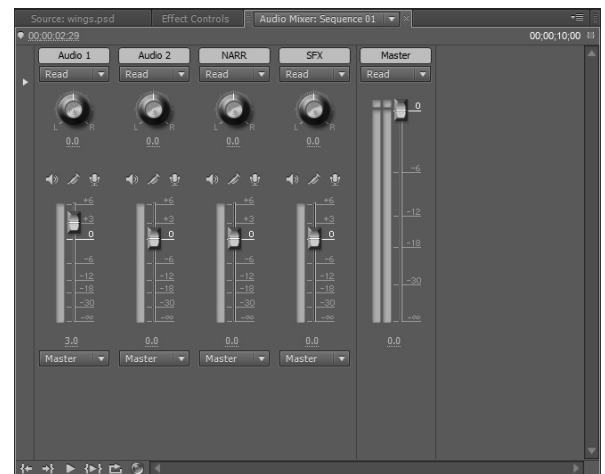 Source: wings.psd Effect Controls Audio Mixer: Sequence 01
00;00;02;29 00;00;10;00
Audio 1 Audio 2 NARR SFX Master
Read Read Read Read Read
L R L R L R L R
0.0 0.0 0.0 0.0
0
-6
-12
-18
-30
-∞
+6 +6 +6 +6
+3 +3 +3 +3
0 0 0 0
-6 -6 -6 -6
-12 -12 -12 -12
-18 -18 -18 -18
-30 -30 -30 -30
-∞ -∞ -∞ -∞
3.0 0.0 0.0 0.0 0.0
Master Master Master Master